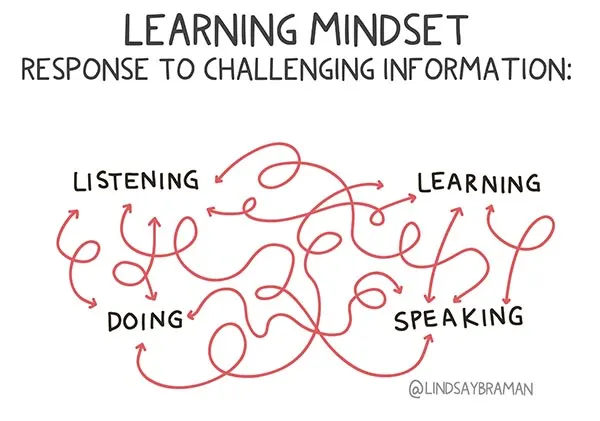 LEARNING MINDSET
RESPONSE TO CHALLENGING INFORMATION:
LISTENING
LEARNING
DOING
SPEAKING
@LINDSAYBRAMAN